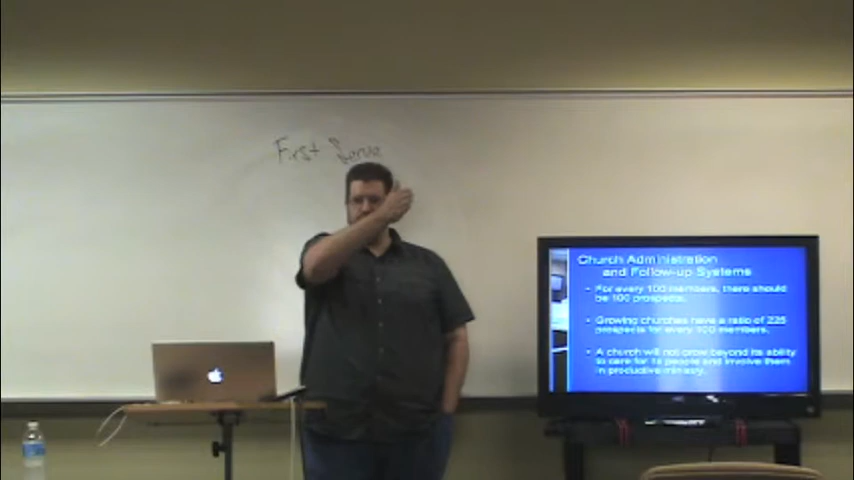 First Serve
Church Administration
and Follow-up Systems
• For every 100 members, there should
be 100 prospects.
• Growing churches have a ratio of 225
prospects for every 100 members.
• A church will not grow beyond its ability
to care for its people and involve them
in productive ministry.